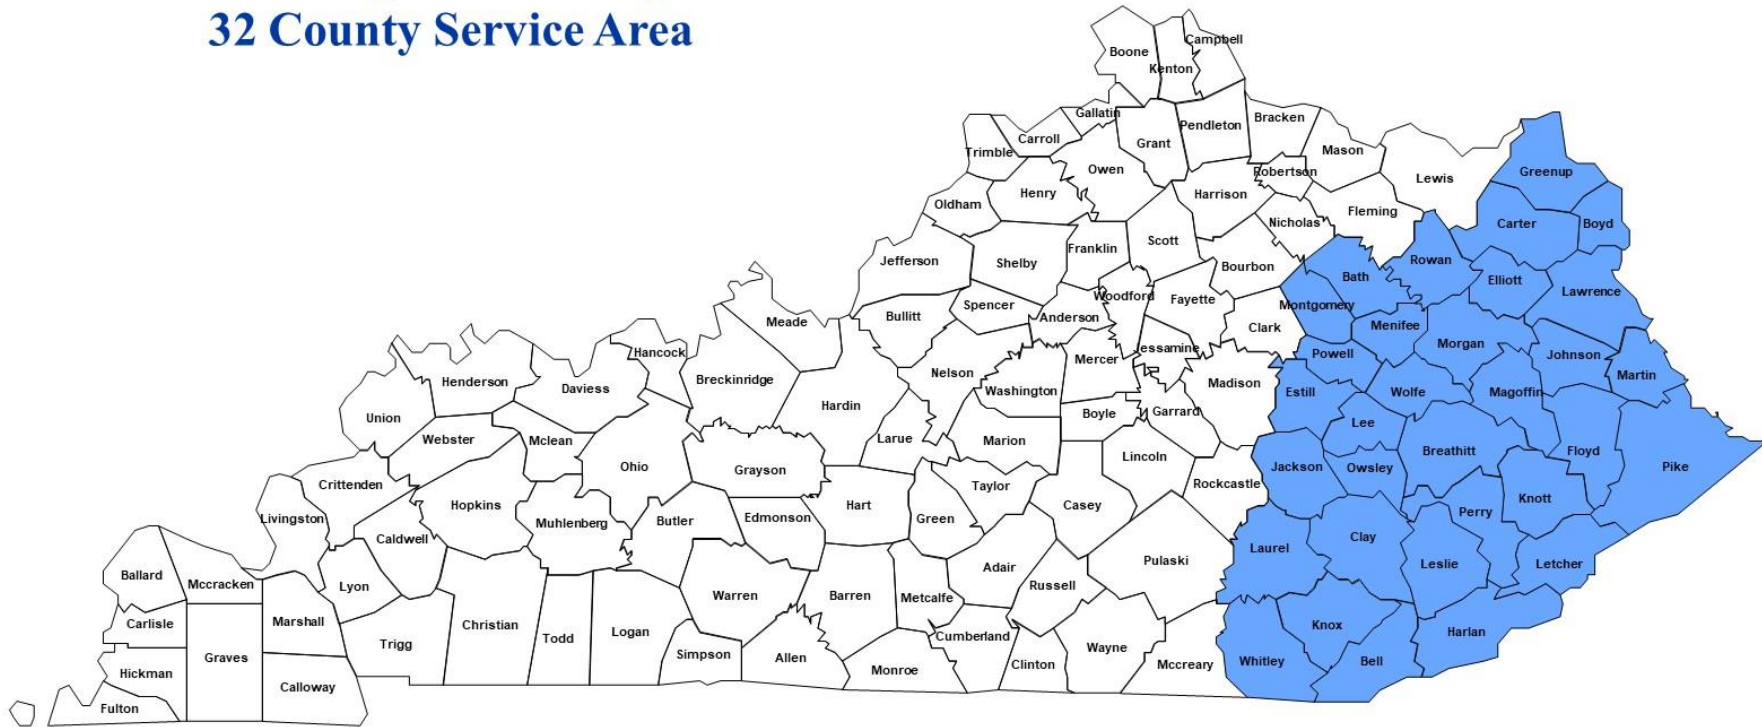 32 County Service Area
Campbell
Boone
Kenton
Gallatin
Bracken
Pendleton
Carroll
Grant
Mason
Trimble
Owen
Robertson
Greenup
Lewis
Henry
Harrison
Oldham
Fleming
Nicholas
Carter
Boyd
Scott
Franklin
Jefferson
Shelby
Rowan
Bourbon
Bath
Elliott
Lawrence
Woodford
Fayette
Spencer
Montgomery
Bullitt
Anderson
Meade
Clark
Menifee
Morgan
Jessamine
Hancock
Powell
Johnson
Mercer
Nelson
Martin
Breckinridge
Henderson
Madison
Daviess
Washington
Estill
Wolfe
Magoffin
Hardin
Union
Boyle
Garrard
Lee
Webster
Mclean
Larue
Marion
Breathitt
Floyd
Lincoln
Ohio
Grayson
Jackson
Owsley
Pike
Crittenden
Taylor
Rockcastle
Knott
Hopkins
Hart
Casey
Perry
Livingston
Muhlenberg
Butler
Edmonson
Green
Caldwell
Clay
Laurel
Pulaski
Leslie
Letcher
Adair
Ballard
Mccracken
Lyon
Russell
Warren
Barren
Metcalfe
Carlisle
Marshall
Christian
Knox
Todd
Logan
Harlan
Cumberland
Trigg
Wayne
Graves
Simpson
Allen
Whitley
Bell
Clinton
Mccreary
Monroe
Hickman
Calloway
Fulton